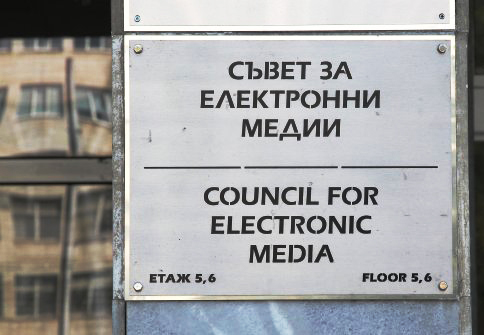 СЪВЕТ ЗА
ЕЛЕКТРОННИ
МЕДИИ
COUNCIL FOR
ELECTRONIC
MEDIA
ЕТАЖ 5,6 FLOOR 5,6